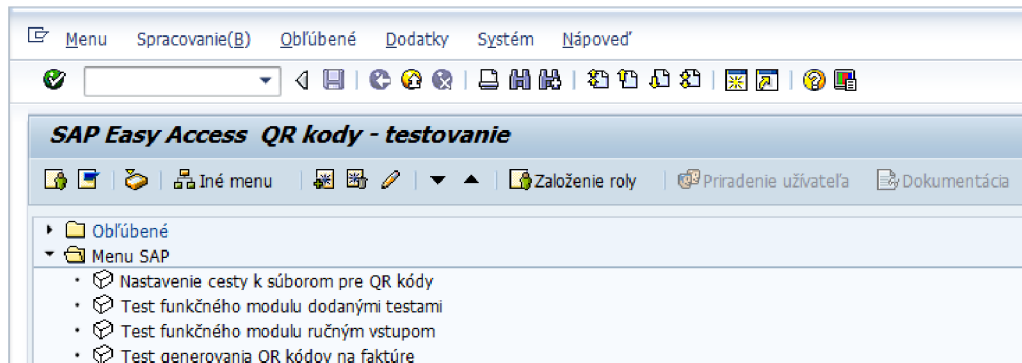 Menu Spracovanie(B) Obľúbené Dodatky Systém Nápoveď
SAP Easy Access QR kody - testovanie
Iné menu Založenie roly Priradenie užívateľa Dokumentácia
Obľúbené
Menu SAP
Nastavenie cesty k súborom pre QR kódy
Test funkčného modulu dodanými testami
Test funkčného modulu ručným vstupom
Test generovania QR kódov na faktúre